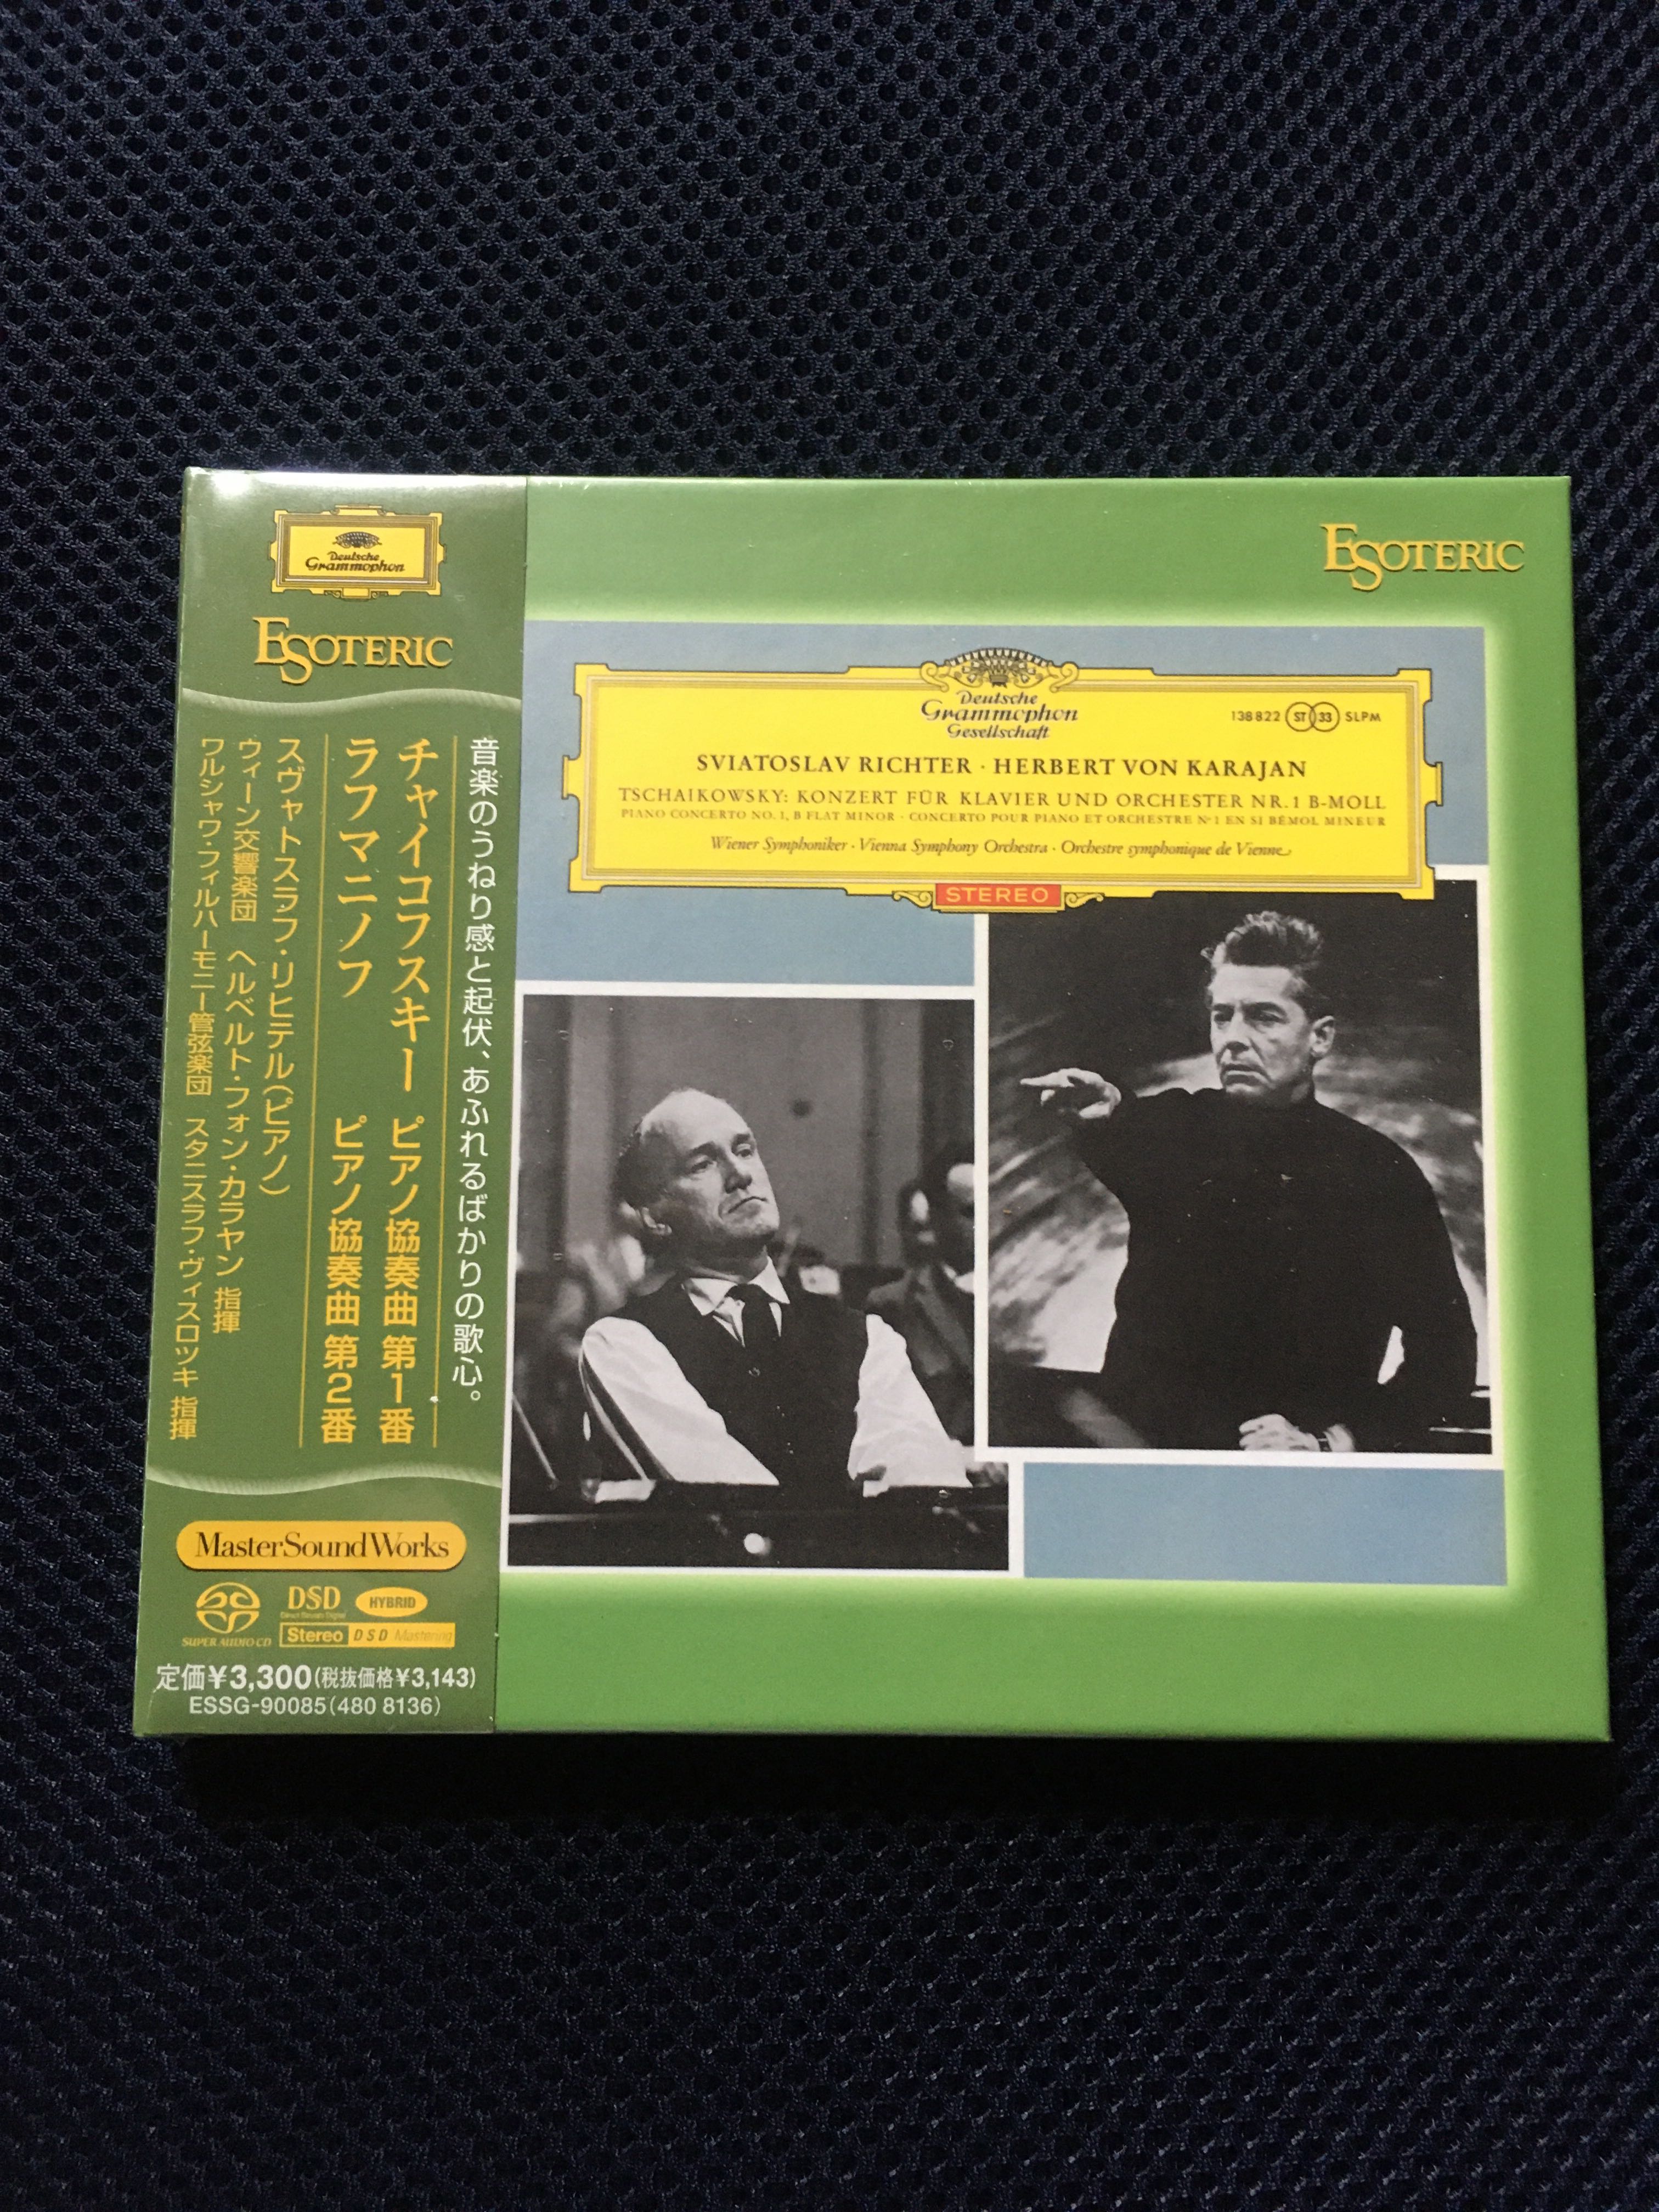 Deutsche
Grammophon
ESOTERIC
音楽のうねり感と起伏、あふれるばかりの歌心。
チャイコフスキー ピアノ協奏曲 第1番
ラフマニノフ ピアノ協奏曲 第2番
スヴャトスラフ・リヒテル(ピアノ)
ウィーン交響楽団 ヘルベルト・フォン・カラヤン 指揮
ワルシャワ・フィルハーモニー管弦楽団 スタニスラフ・ヴィスロツキ 指揮
MasterSoundWorks
SUPER AUDIO CD
DSD
Direct Stream Digital
HYBRID
Stereo DSD Mastering
定価¥3,300(税抜価格¥3,143)
ESSG-90085(480 8136)
ESOTERIC
Deutsche
Grammophon
Gesellschaft
138 822 ST 33 SLPM
SVIATOSLAV RICHTER · HERBERT VON KARAJAN
TSCHAIKOWSKY: KONZERT FÜR KLAVIER UND ORCHESTER NR. 1 B-MOLL
PIANO CONCERTO NO. 1, B FLAT MINOR · CONCERTO POUR PIANO ET ORCHESTRE N° 1 EN SI BÉMOL MINEUR
Wiener Symphoniker · Vienna Symphony Orchestra · Orchestre symphonique de Vienne
STEREO